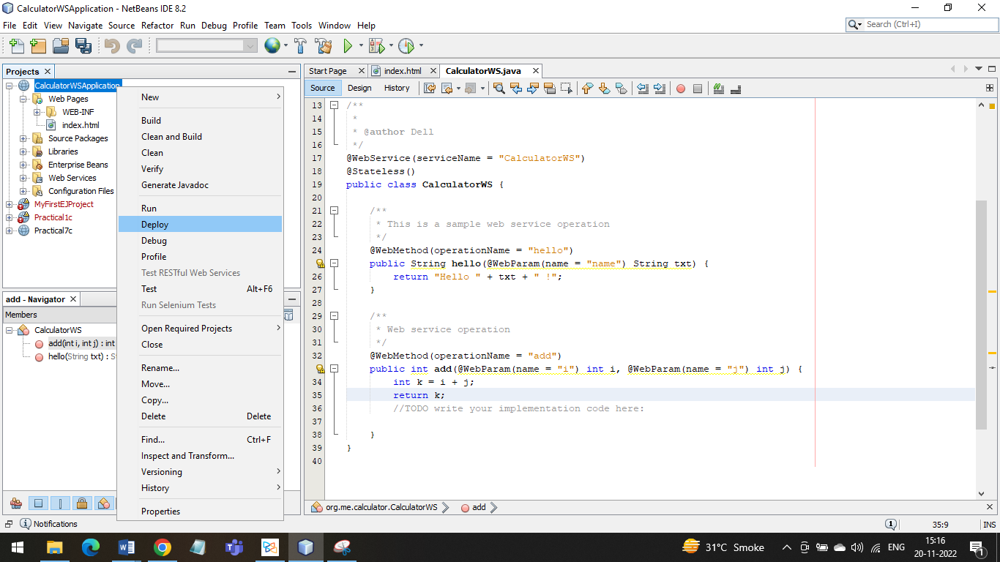 CalculatorWSApplication - NetBeans IDE 8.2
File Edit View Navigate Source Refactor Run Debug Profile Team Tools Window Help
Search (Ctrl+I)
Projects
CalculatorWSApplication
Web Pages
WEB-INF
index.html
Source Packages
Libraries
Enterprise Beans
Web Services
Configuration Files
MyFirstEJProject
Practical1c
Practical7c
add - Navigator
Members
CalculatorWS
add(int i, int j) : int
hello(String txt) : S
New
Build
Clean and Build
Clean
Verify
Generate Javadoc
Run
Deploy
Debug
Profile
Test RESTful Web Services
Test Alt+F6
Run Selenium Tests
Open Required Projects
Close
Rename...
Move...
Copy...
Delete Delete
Find... Ctrl+F
Inspect and Transform...
Versioning
History
Properties
Start Page index.html CalculatorWS.java
Source Design History
13 /**
14 *
15 * @author Dell
16 */
17 @WebService(serviceName = "CalculatorWS")
18 @Stateless()
19 public class CalculatorWS {
20
21 /**
22 * This is a sample web service operation
23 */
24 @WebMethod(operationName = "hello")
public String hello(@WebParam(name = "name") String txt) {
26 return "Hello " + txt + " !";
27 }
28
29 /**
30 * Web service operation
31 */
32 @WebMethod(operationName = "add")
public int add(@WebParam(name = "i") int i, @WebParam(name = "j") int j) {
34 int k = i + j;
35 return k;
36 //TODO write your implementation code here:
37
38 }
39 }
40
org.me.calculator.CalculatorWS add
Notifications
1
35:9 INS
31°C Smoke
ENG
15:16
20-11-2022
1